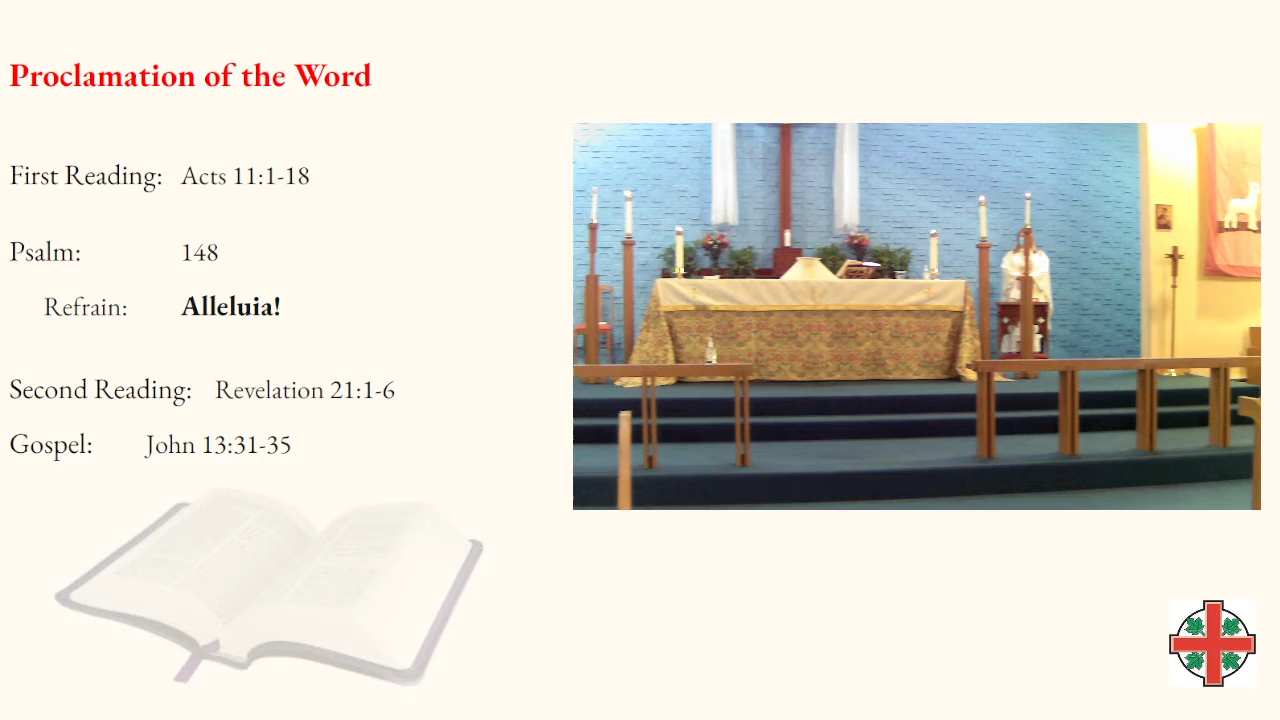 Proclamation of the Word
First Reading: Acts 11:1-18
Psalm: 148
Refrain: Alleluia!
Second Reading: Revelation 21:1-6
Gospel: John 13:31-35